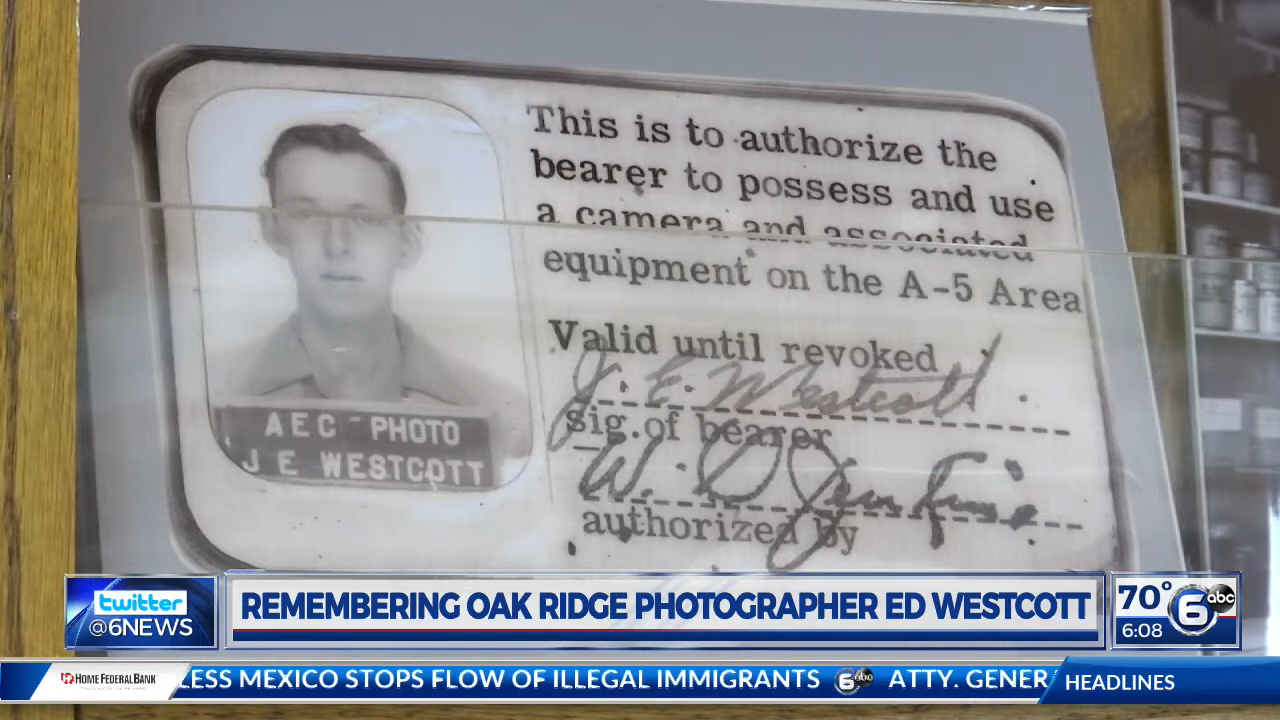 This is to authorize the
bearer to possess and use
a camera and associated
equipment on the A-5 Area
Valid until revoked
J. E. Westcott
Sig. of bearer
authorized by
AEC - PHOTO
J E WESTCOTT
twitter
@6NEWS
REMEMBERING OAK RIDGE PHOTOGRAPHER ED WESTCOTT
70°
6:08
6 abc
HOME FEDERAL BANK
LESS MEXICO STOPS FLOW OF ILLEGAL IMMIGRANTS 6 abc ATTY. GENER
HEADLINES